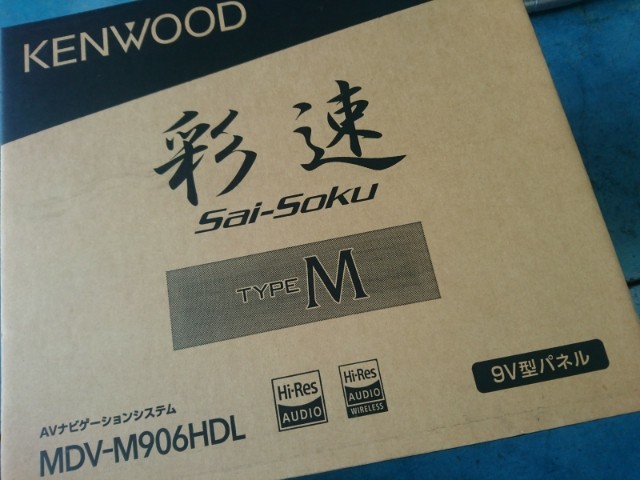 KENWOOD
彩速
Sai-Soku
TYPE M
Hi-Res
AUDIO
Hi-Res
AUDIO
WIRELESS
9V型パネル
AVナビゲーションシステム
MDV-M906HDL